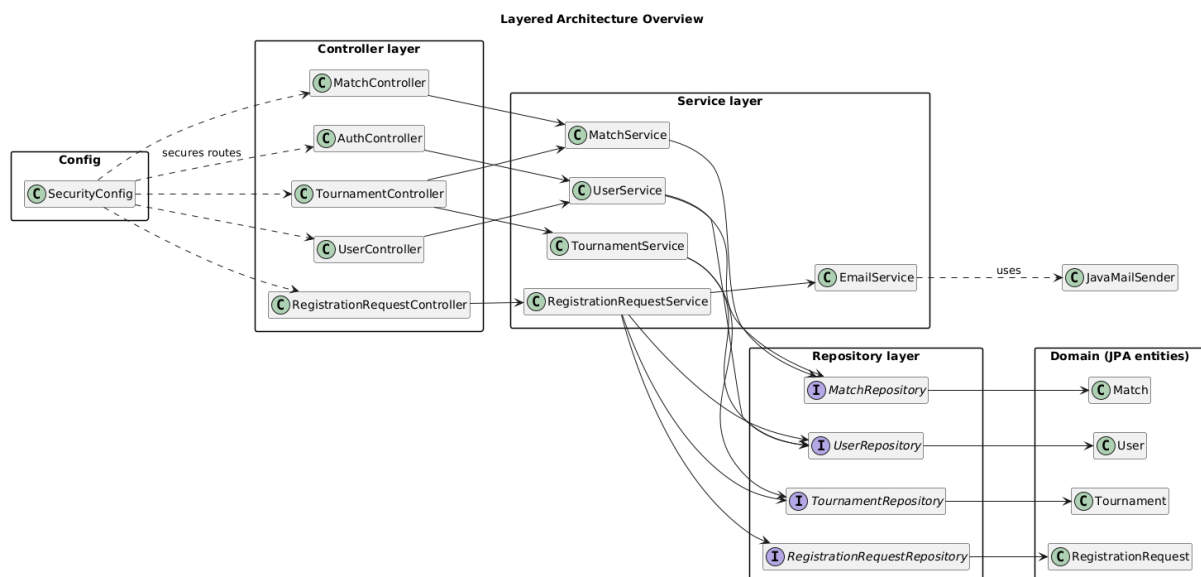 Layered Architecture Overview
Controller layer
C MatchController
C AuthController
C TournamentController
C UserController
C RegistrationRequestController
Config
C SecurityConfig
secures routes
Service layer
C MatchService
C UserService
C TournamentService
C RegistrationRequestService
C EmailService
uses
C JavaMailSender
Repository layer
I MatchRepository
I UserRepository
I TournamentRepository
I RegistrationRequestRepository
Domain (JPA entities)
C Match
C User
C Tournament
C RegistrationRequest